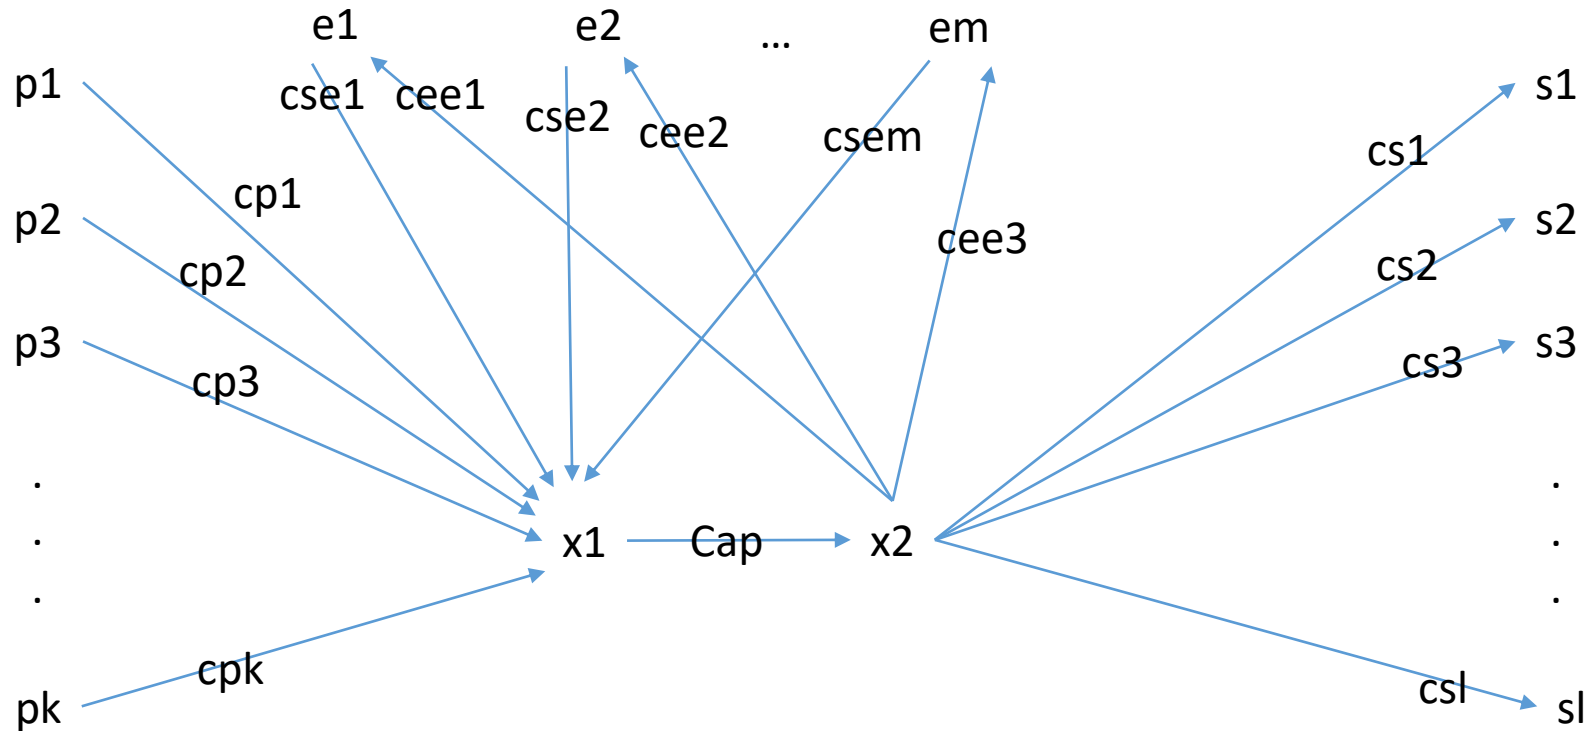 e1 e2 ... em
p1 s1
cse1 cee1 cse2 cee2 csem cs1
cp1
p2 s2
cee3
cp2 cs2
p3 s3
cp3 cs3
. .
. x1 Cap x2 .
. .
cpk csl
pk sl